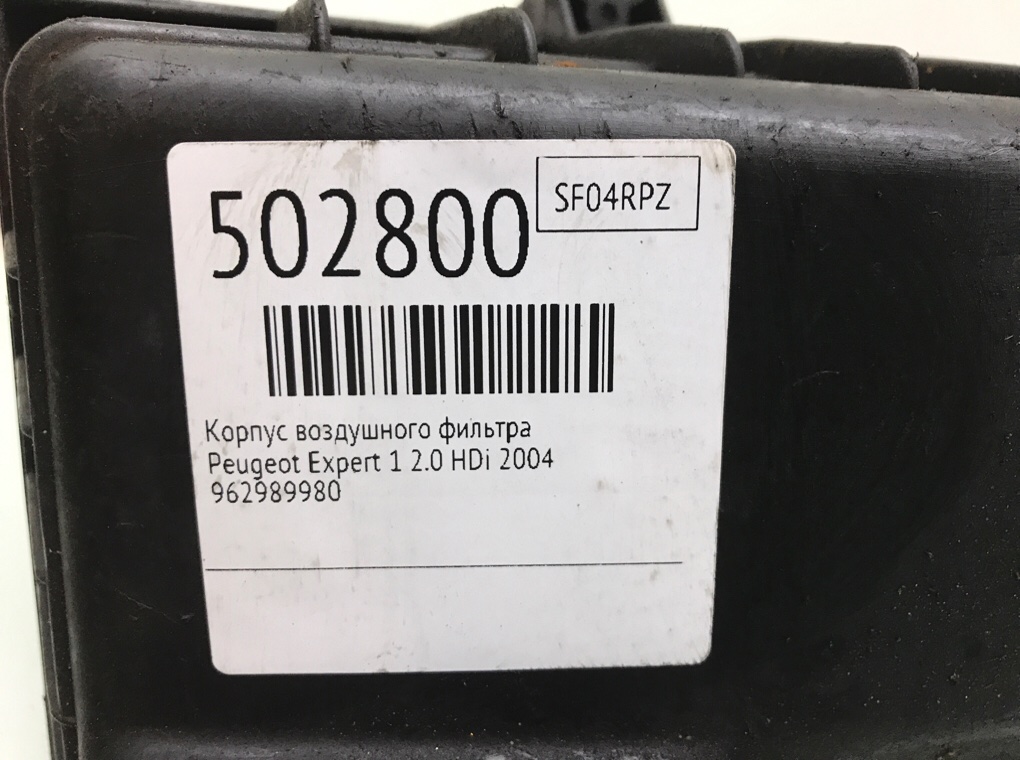 502800
SF04RPZ
Корпус воздушного фильтра
Peugeot Expert 1 2.0 HDi 2004
962989980